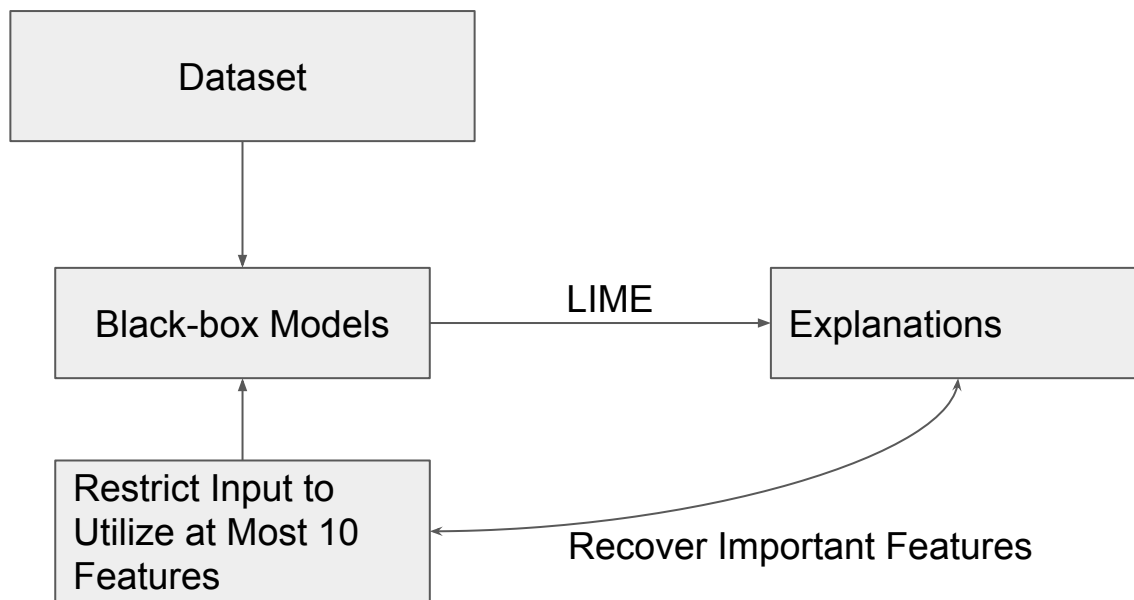 Dataset
LIME
Black-box Models
Explanations
Restrict Input to
Utilize at Most 10
Features
Recover Important Features